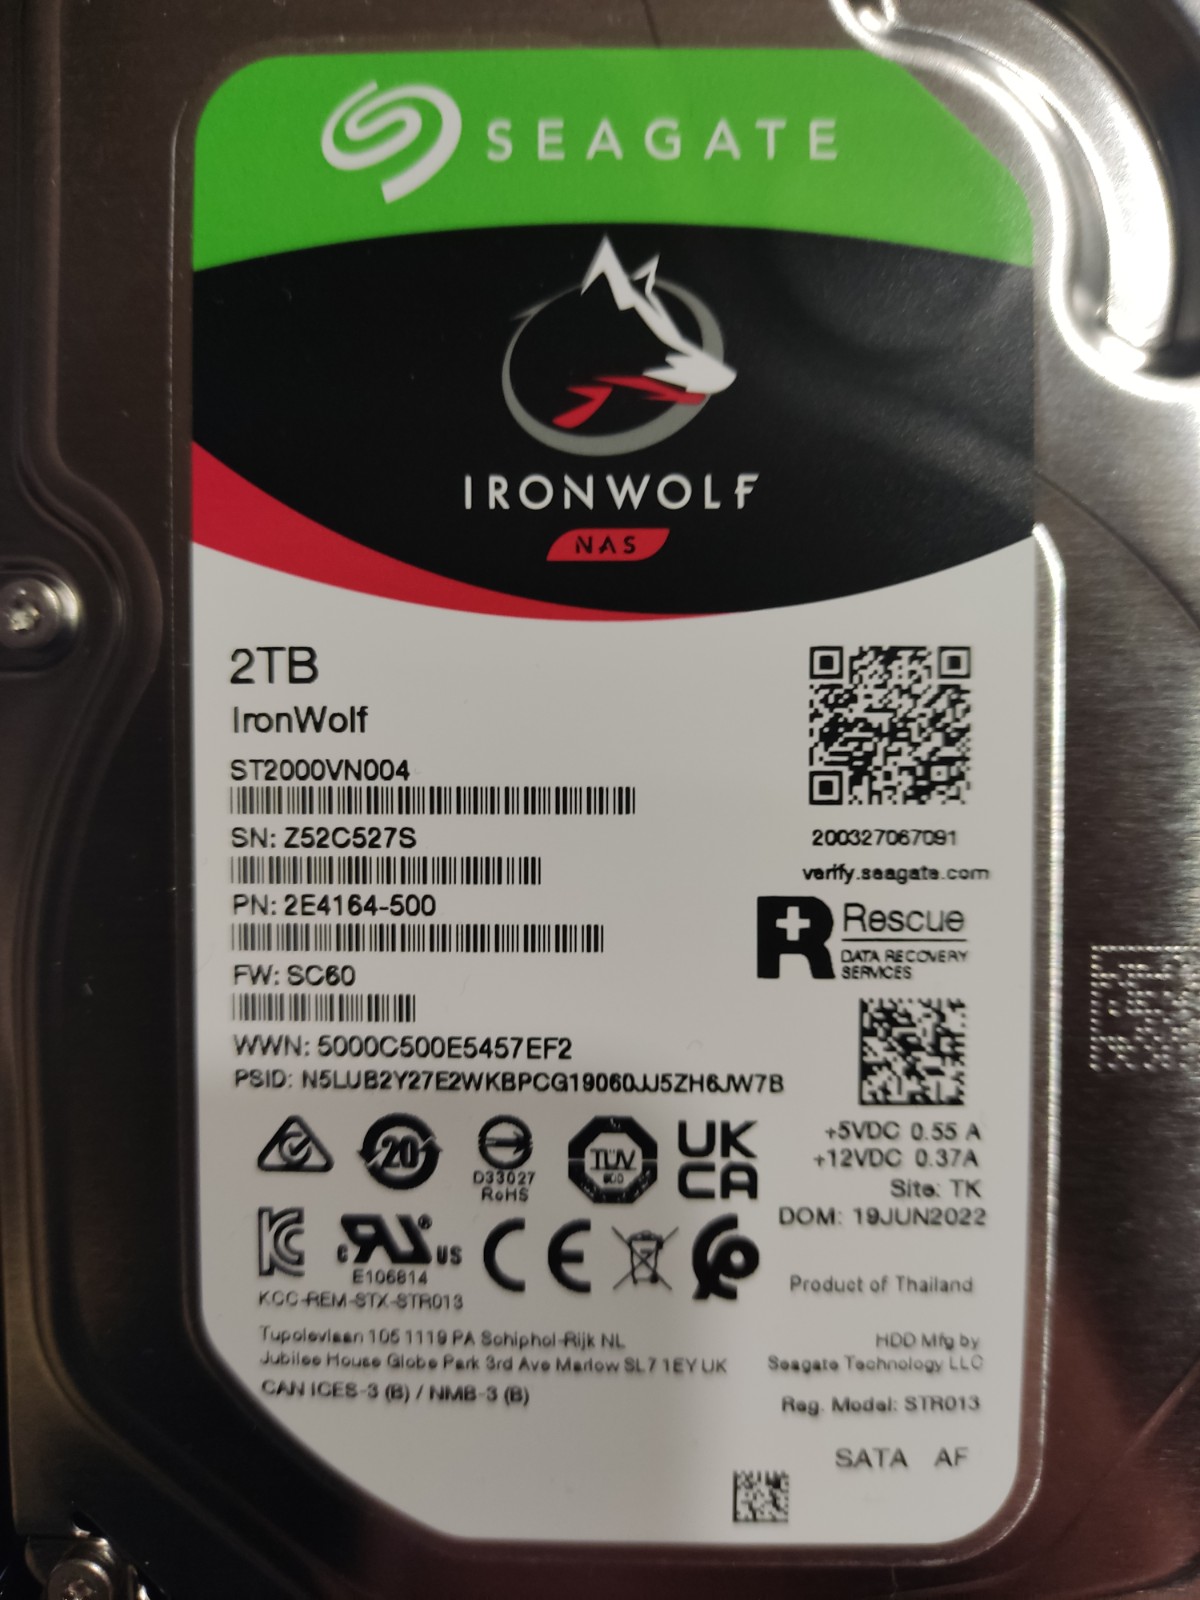 SEAGATE
IRONWOLF
NAS
2TB
IronWolf
ST2000VN004
SN: Z52C527S
PN: 2E4164-500
FW: SC60
WWN: 5000C500E5457EF2
PSID: N5LUB2Y27E2WKBPCG19060JJ5ZH6JW7B
200327067091
verify.seagate.com
R Rescue
DATA RECOVERY
SERVICES
+5VDC 0.55 A
+12VDC 0.37A
Site: TK
DOM: 19JUN2022
20
D33027
RoHS
TÜV
UK
CA
c US
E106814
CE
KCC-REM-STX-STR013
Product of Thailand
Tupolevlaan 105 1119 PA Schiphol-Rijk NL
Jubilee House Globe Park 3rd Ave Marlow SL7 1EY UK
CAN ICES-3 (B) / NMB-3 (B)
HDD Mfg by
Seagate Technology LLC
Reg. Model: STR013
SATA AF